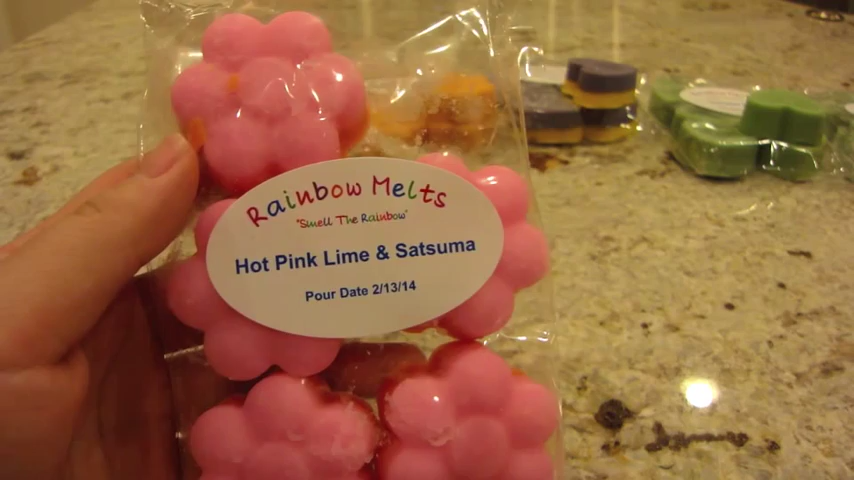 Rainbow Melts
"Smell The Rainbow"
Hot Pink Lime & Satsuma
Pour Date 2/13/14